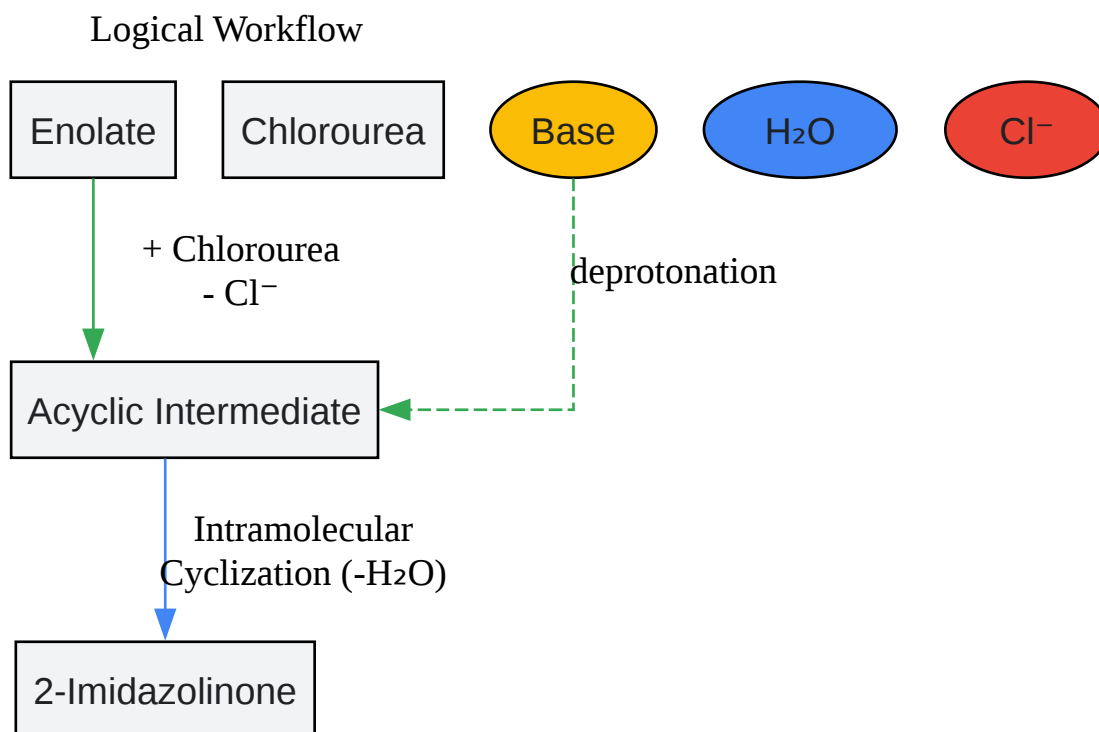 Logical Workflow
Enolate
Chlorourea
Base
H₂O
Cl⁻
+ Chlorourea
- Cl⁻
deprotonation
Acyclic Intermediate
Intramolecular
Cyclization (-H₂O)
2-Imidazolinone